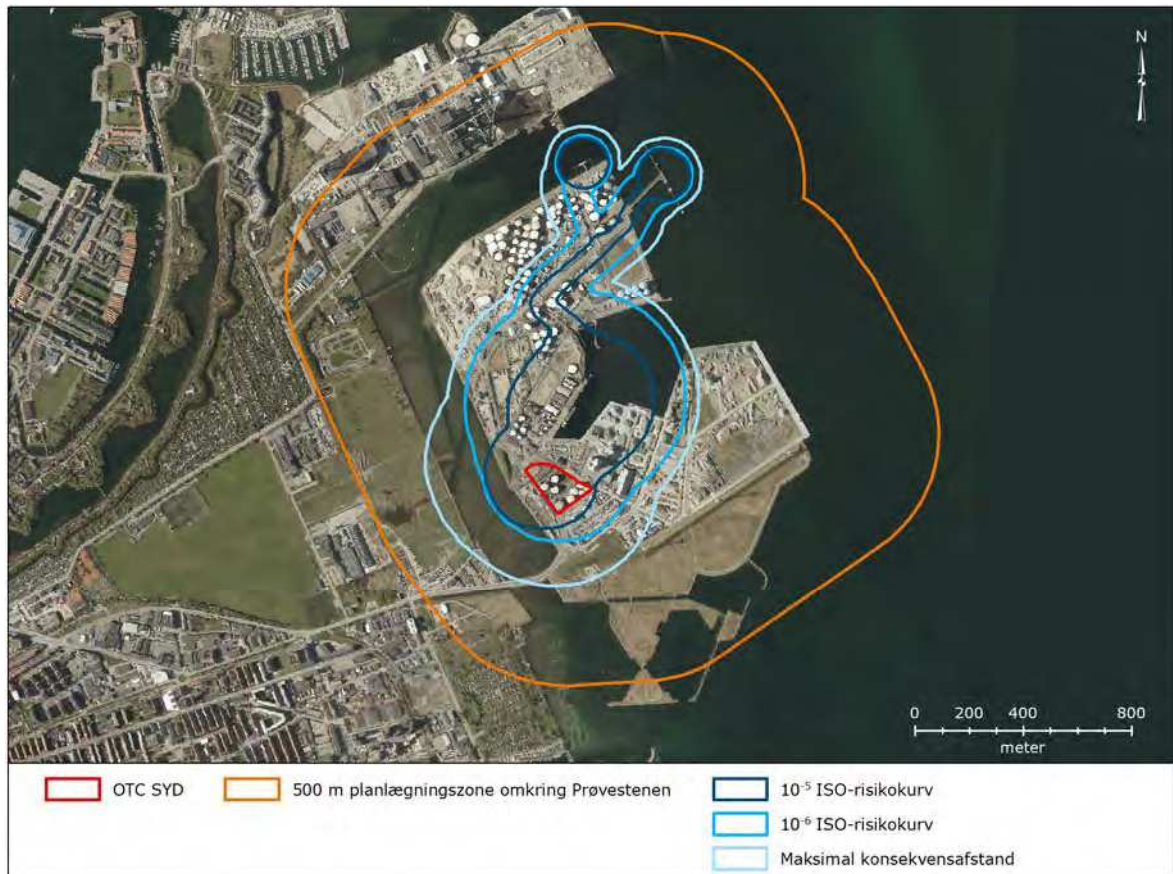 N
0 200 400 800
meter
OTC SYD
500 m planlægningszone omkring Prøvestenen
10⁻⁵ ISO-risikokurv
10⁻⁶ ISO-risikokurv
Maksimal konsekvensafstand